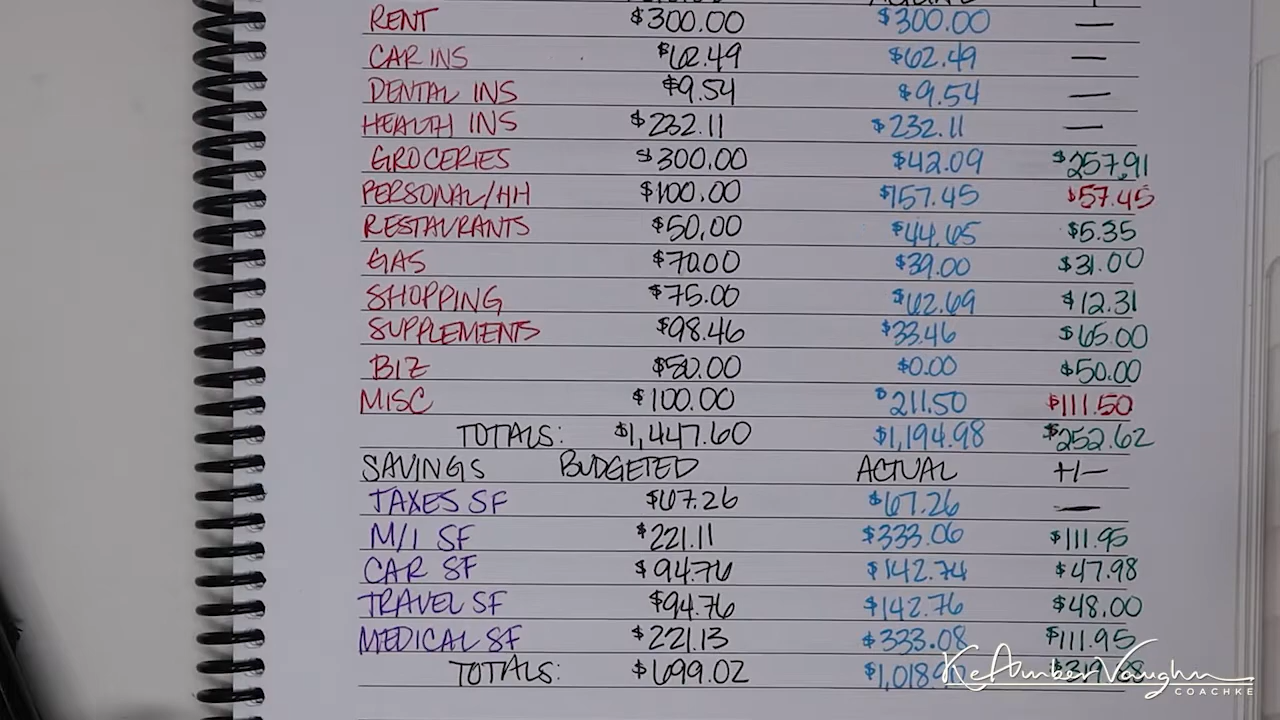 RENT $300.00 $300.00 —
CAR INS $62.49 $62.49 —
DENTAL INS $9.54 $9.54 —
HEALTH INS $232.11 $232.11 —
GROCERIES $300.00 $42.09 $257.91
PERSONAL/HH $100.00 $157.45 $57.45
RESTAURANTS $50.00 $44.65 $5.35
GAS $70.00 $39.00 $31.00
SHOPPING $75.00 $62.69 $12.31
SUPPLEMENTS $98.46 $33.46 $65.00
BIZ $50.00 $0.00 $50.00
MISC $100.00 $211.50 $111.50
TOTALS: $1,447.60 $1,194.98 $252.62
SAVINGS BUDGETED ACTUAL +/-
TAXES SF $67.26 $67.26 —
M/I SF $221.11 $333.06 $111.95
CAR SF $94.76 $142.74 $47.98
TRAVEL SF $94.76 $142.76 $48.00
MEDICAL SF $221.13 $333.08 $111.95
TOTALS: $699.02
KeAmber Vaughn
COACHKE